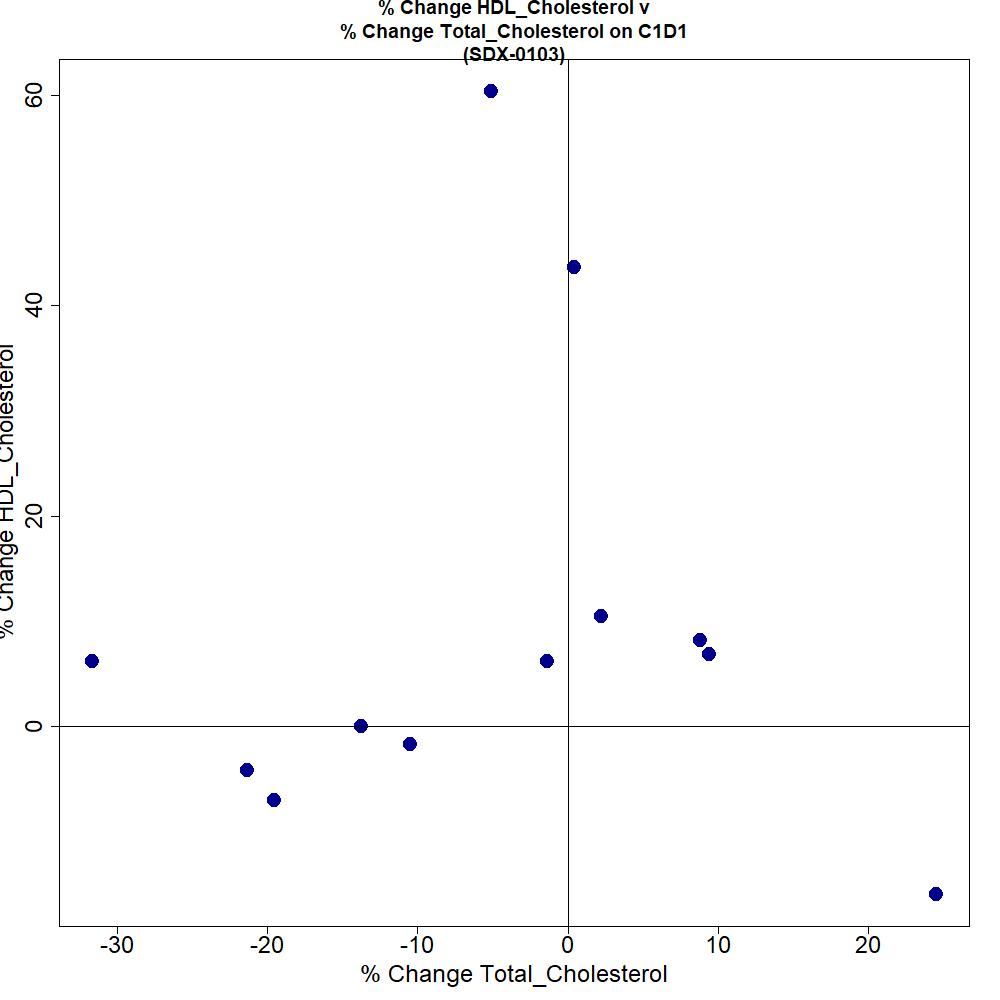 % Change HDL_Cholesterol v
% Change Total_Cholesterol on C1D1
(SDX-0103)
% Change HDL_Cholesterol
60
40
20
0
-30
-20
-10
0
10
20
% Change Total_Cholesterol